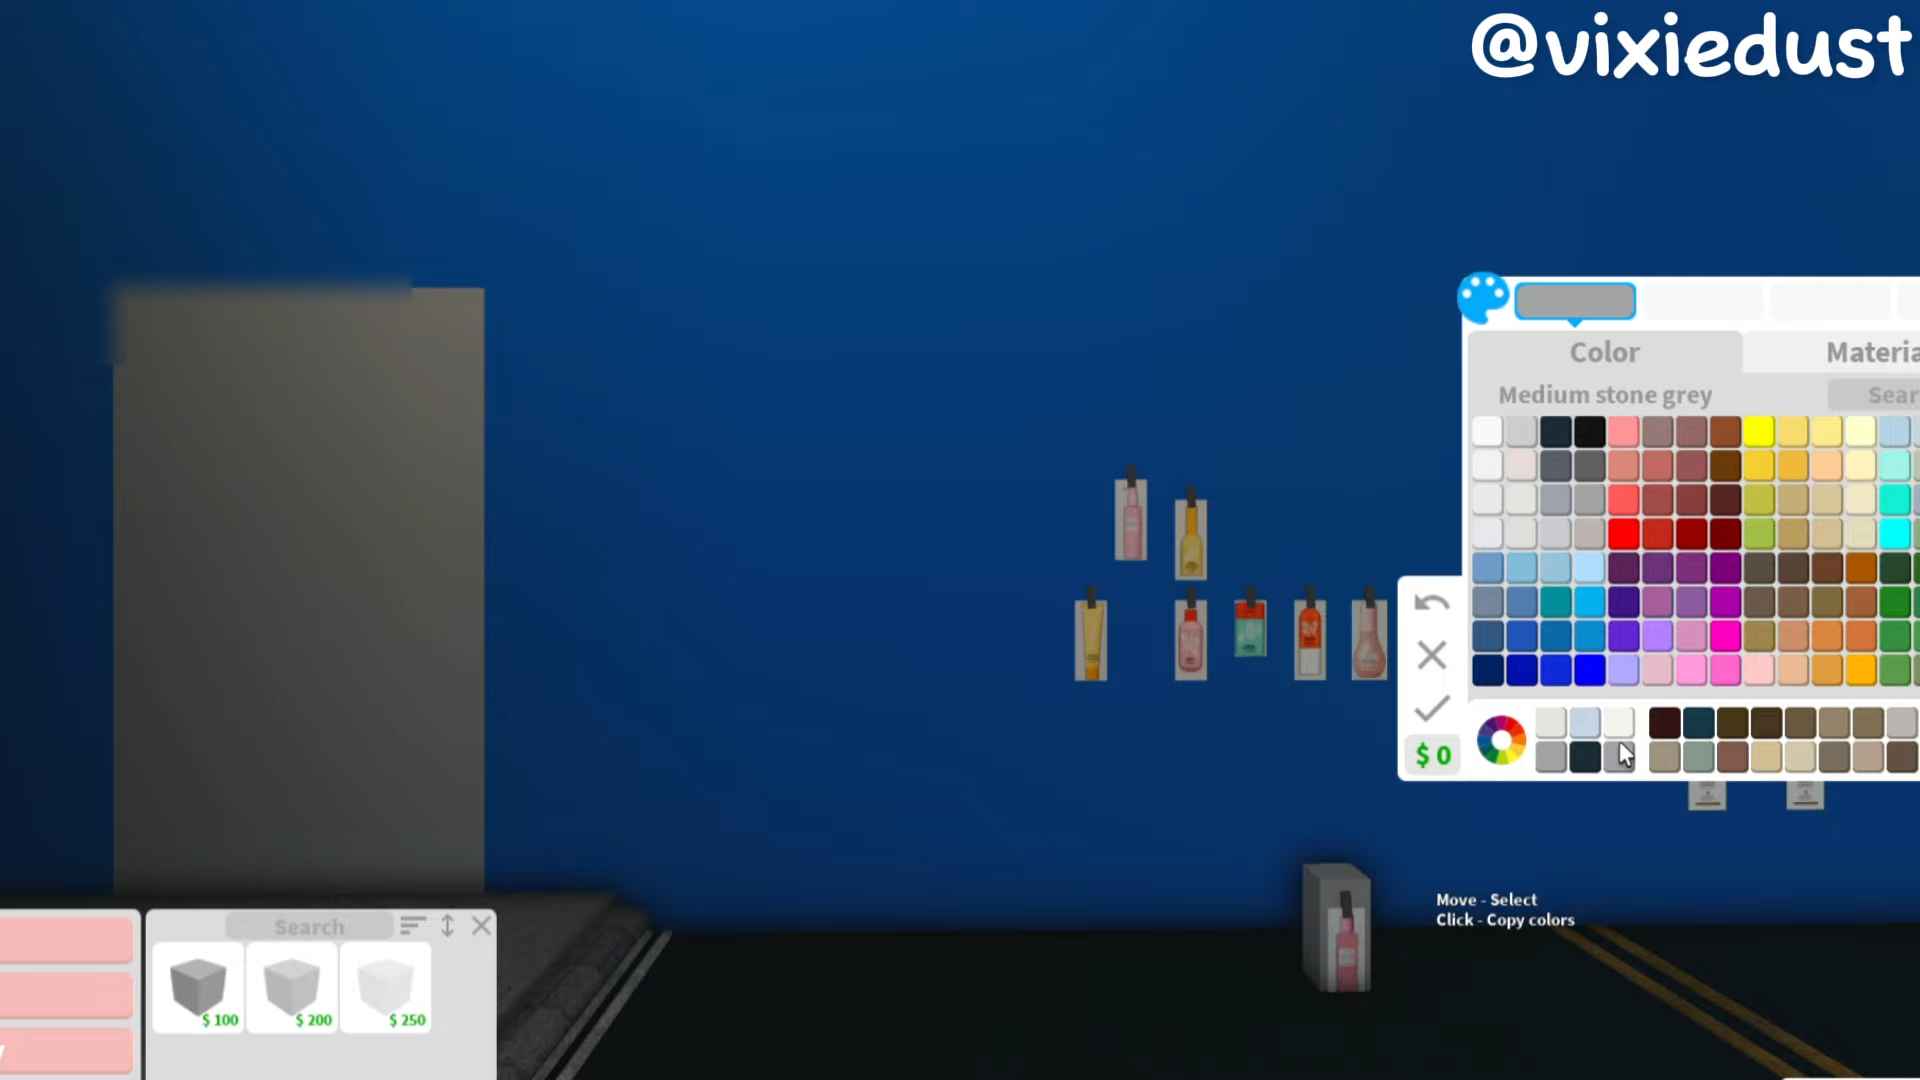 @vixiedust
Color
Materia
Medium stone grey
Sear
$ 0
Move - Select
Click - Copy colors
Search
$ 100
$ 200
$ 250